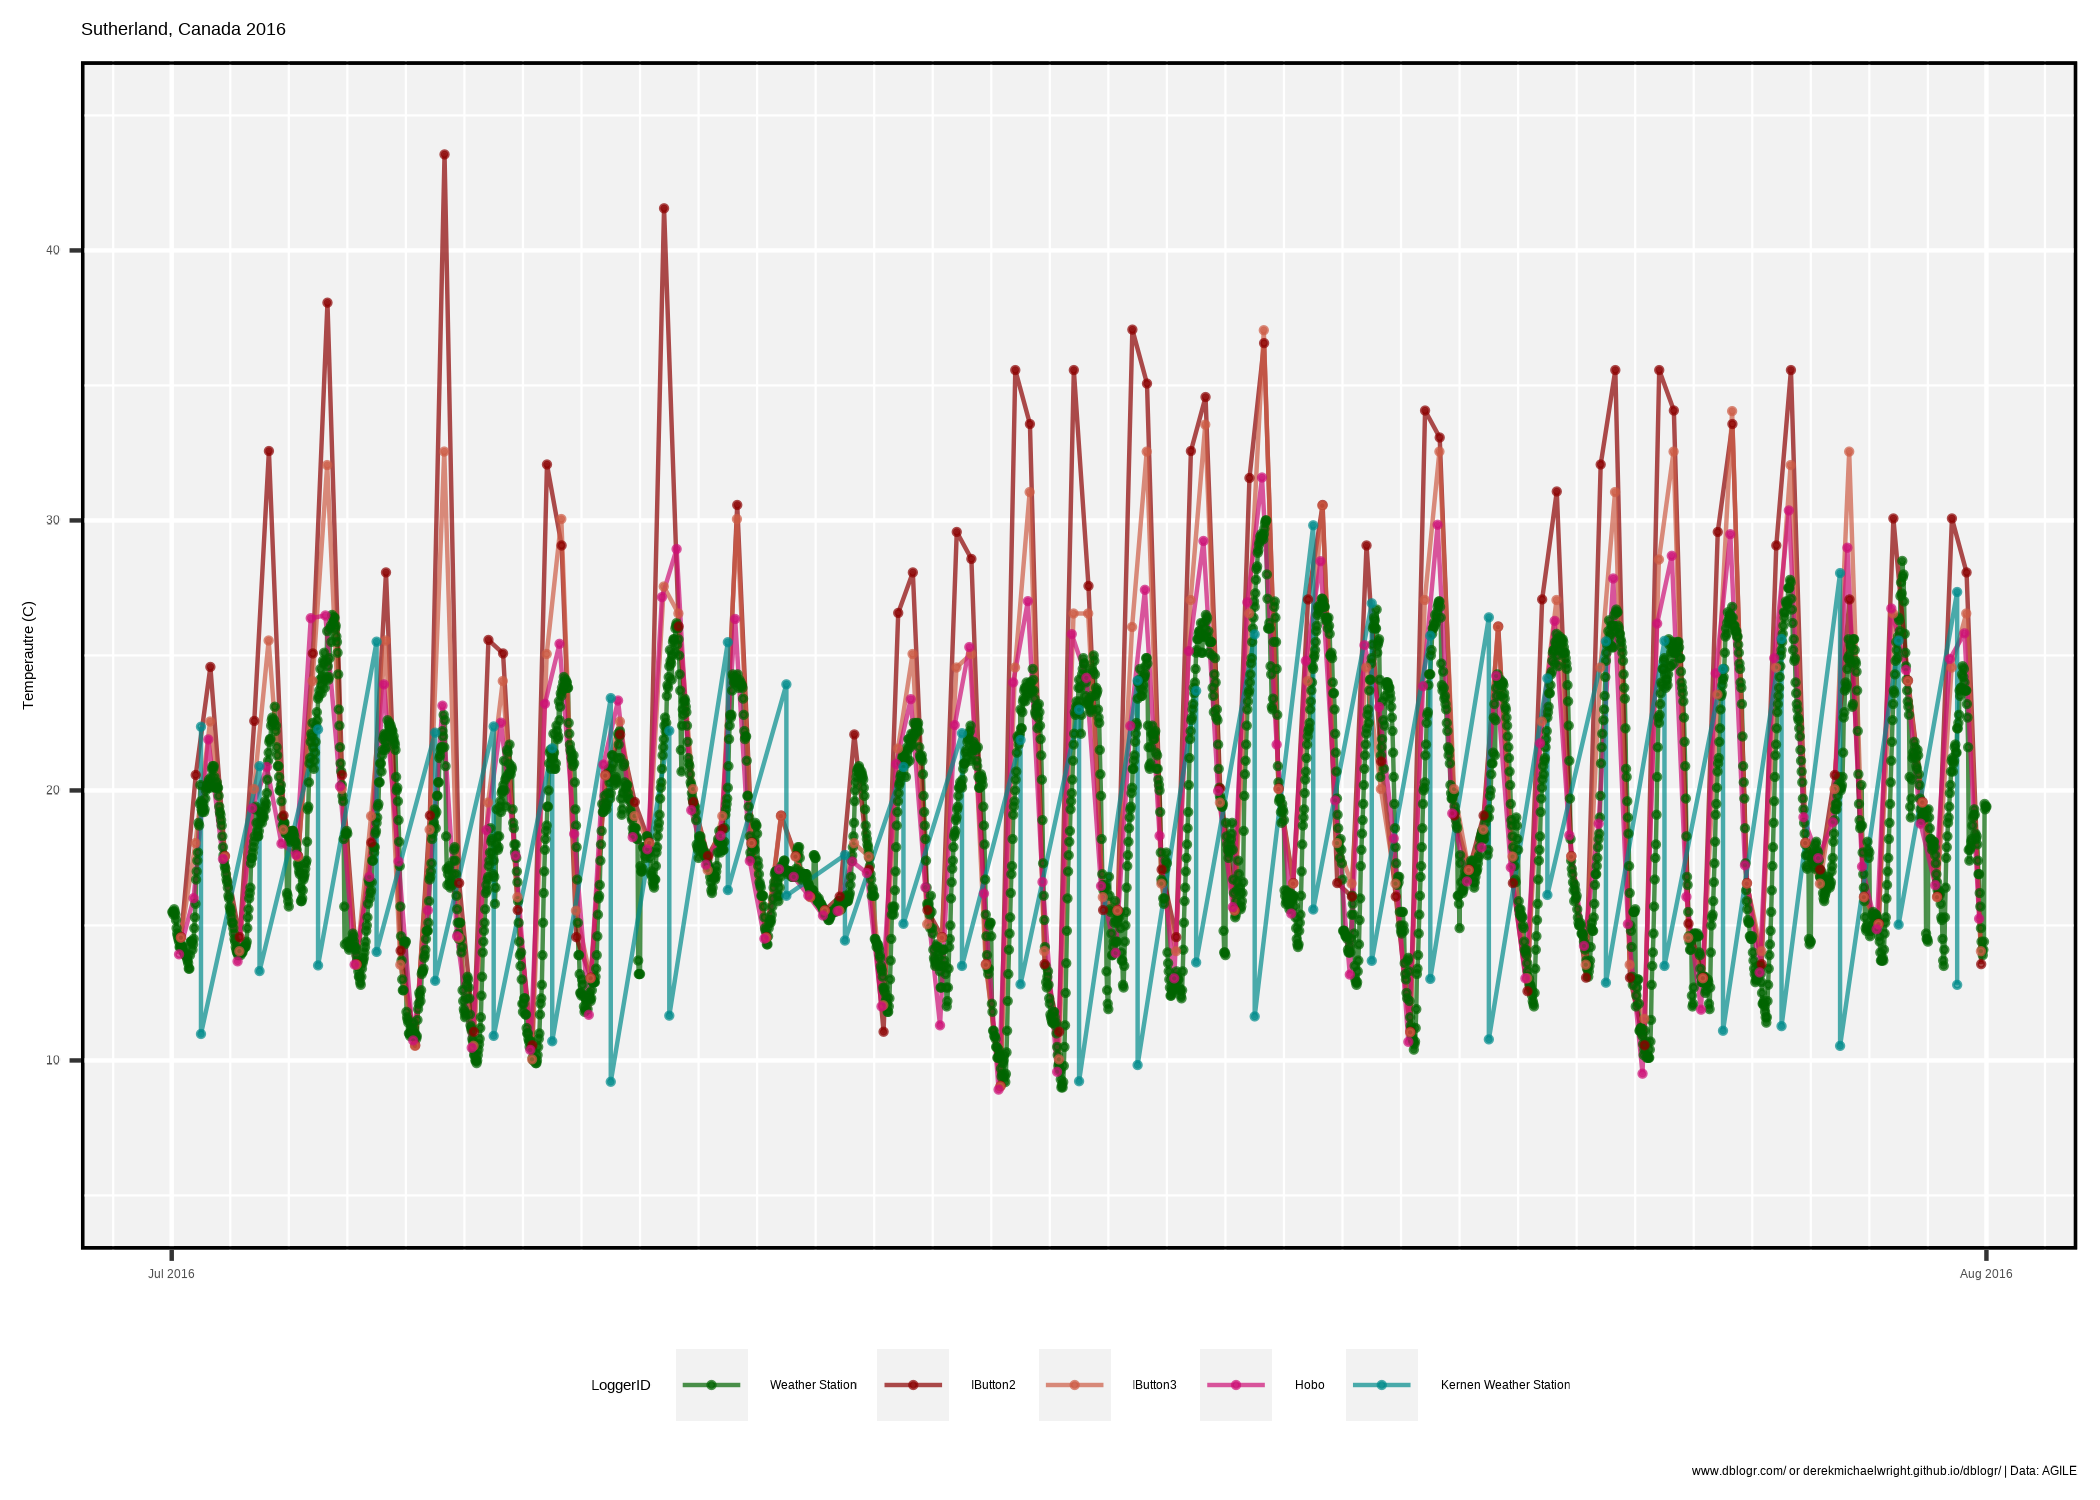 Sutherland, Canada 2016
40
30
20
10
Temperautre (C)
Jul 2016
Aug 2016
LoggerID
Weather Station
IButton2
IButton3
Hobo
Kernen Weather Station
www.dblogr.com/ or derekmichaelwright.github.io/dblogr/ | Data: AGILE